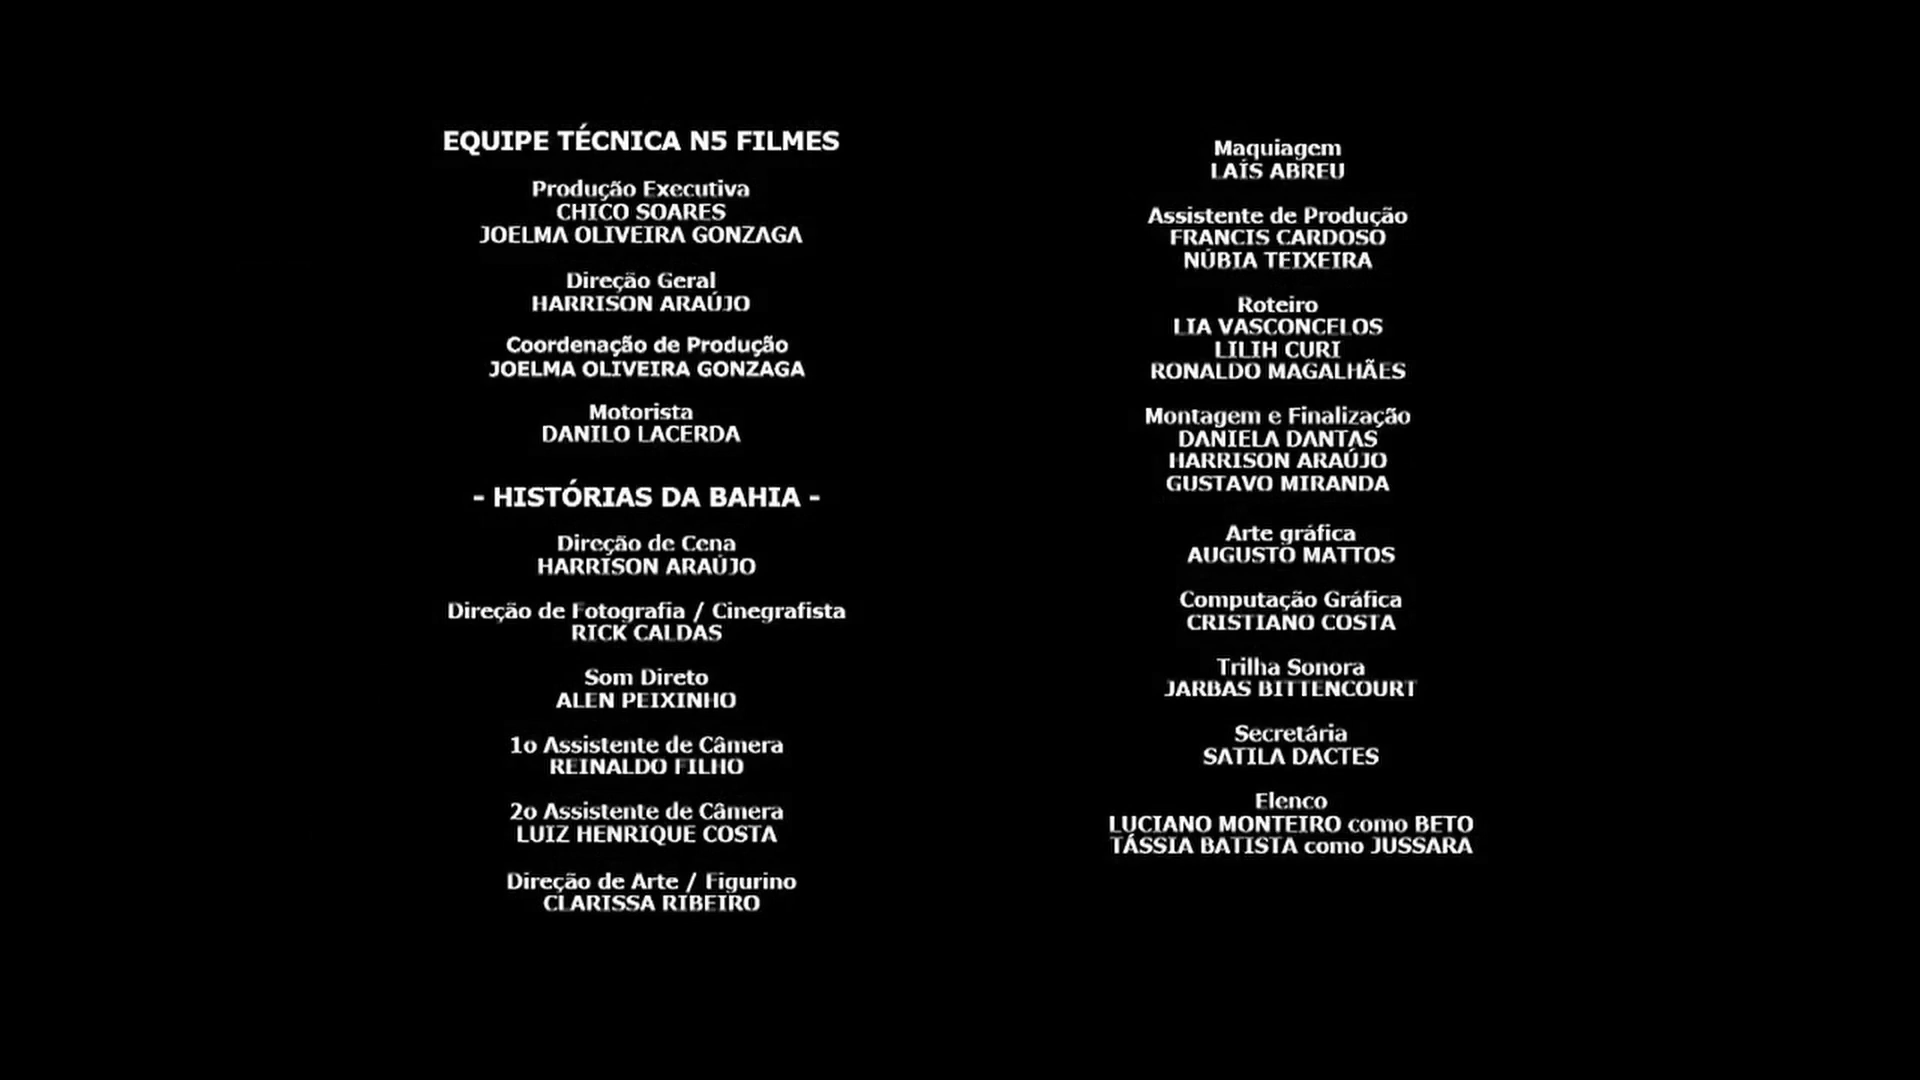 EQUIPE TÉCNICA N5 FILMES
Produção Executiva
CHICO SOARES
JOELMA OLIVEIRA GONZAGA
Direção Geral
HARRISON ARAÚJO
Coordenação de Produção
JOELMA OLIVEIRA GONZAGA
Motorista
DANILO LACERDA
- HISTÓRIAS DA BAHIA -
Direção de Cena
HARRISON ARAÚJO
Direção de Fotografia / Cinegrafista
RICK CALDAS
Som Direto
ALEN PEIXINHO
1o Assistente de Câmera
REINALDO FILHO
2o Assistente de Câmera
LUIZ HENRIQUE COSTA
Direção de Arte / Figurino
CLARISSA RIBEIRO
Maquiagem
LAÍS ABREU
Assistente de Produção
FRANCIS CARDOSO
NÚBIA TEIXEIRA
Roteiro
LIA VASCONCELOS
LILIH CURI
RONALDO MAGALHÃES
Montagem e Finalização
DANIELA DANTAS
HARRISON ARAÚJO
GUSTAVO MIRANDA
Arte gráfica
AUGUSTO MATTOS
Computação Gráfica
CRISTIANO COSTA
Trilha Sonora
JARBAS BITTENCOURT
Secretária
SATILA DACTES
Elenco
LUCIANO MONTEIRO como BETO
TÁSSIA BATISTA como JUSSARA